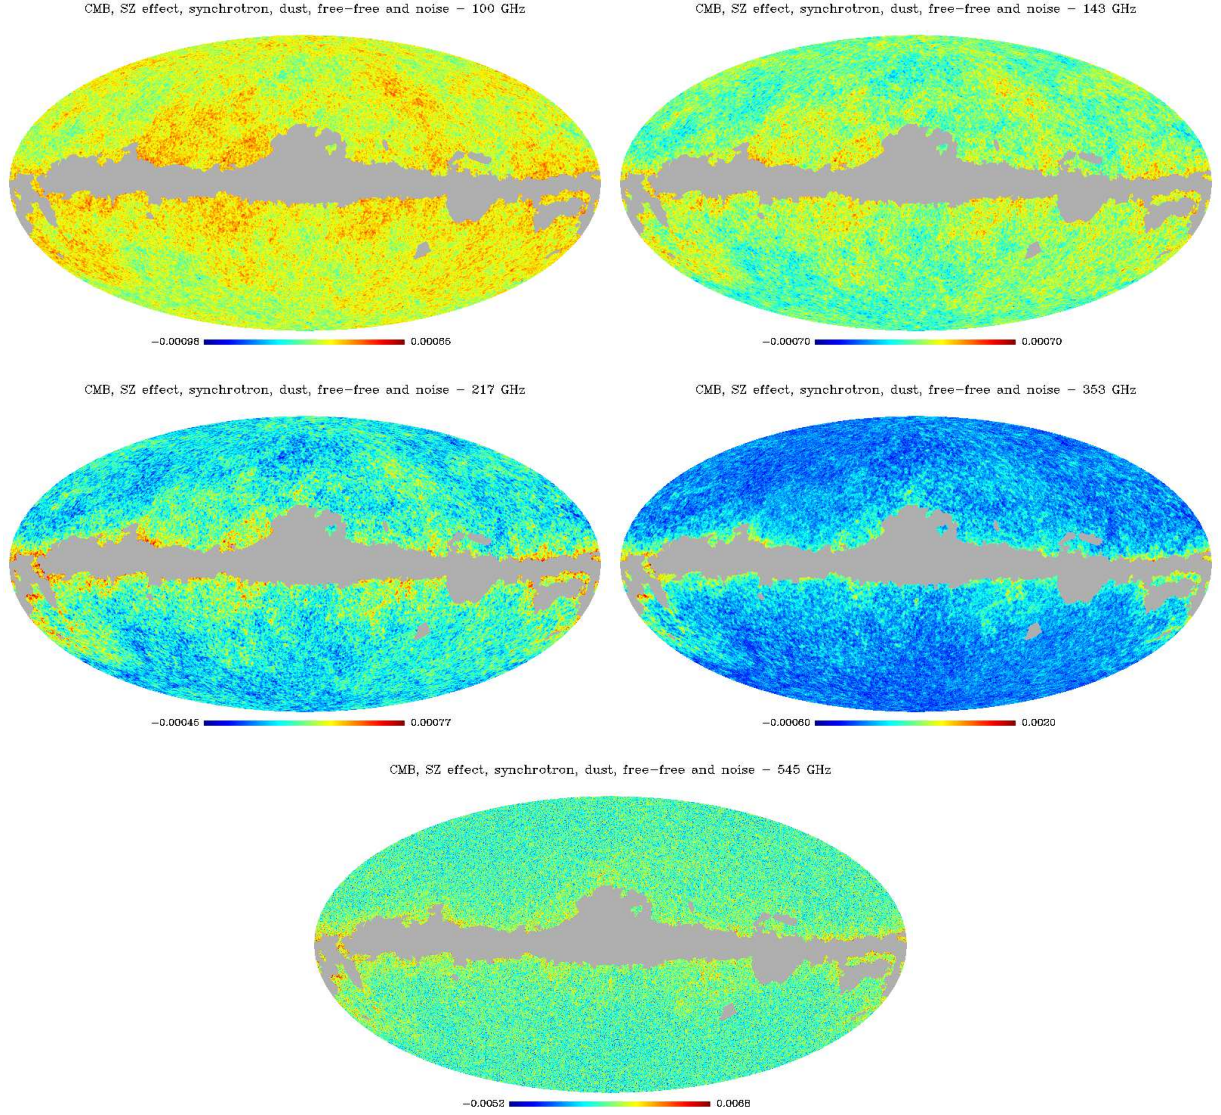 CMB, SZ effect, synchrotron, dust, free-free and noise - 100 GHz
CMB, SZ effect, synchrotron, dust, free-free and noise - 143 GHz
-0.00098 0.00065
-0.00070 0.00070
CMB, SZ effect, synchrotron, dust, free-free and noise - 217 GHz
CMB, SZ effect, synchrotron, dust, free-free and noise - 353 GHz
-0.00045 0.00077
-0.00060 0.0020
CMB, SZ effect, synchrotron, dust, free-free and noise - 545 GHz
-0.0052 0.0068